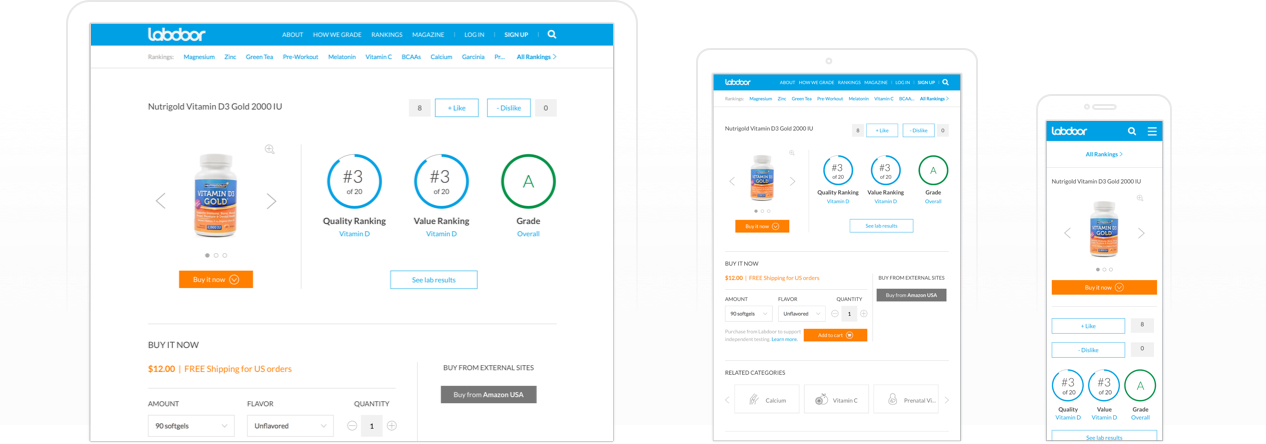 labdoor ABOUT HOW WE GRADE RANKINGS MAGAZINE | LOG IN | SIGN UP
Rankings: Magnesium Zinc Green Tea Pre-Workout Melatonin Vitamin C BCAAs Calcium Garcinia Pr... All Rankings >
Nutrigold Vitamin D3 Gold 2000 IU 8 + Like - Dislike 0
VITAMIN D3
GOLD
#3
of 20
Quality Ranking
Vitamin D
#3
of 20
Value Ranking
Vitamin D
A
Grade
Overall
Buy it now
See lab results
BUY IT NOW
$12.00 | FREE Shipping for US orders
BUY FROM EXTERNAL SITES
Buy from Amazon USA
AMOUNT FLAVOR QUANTITY
90 softgels Unflavored 1
labdoor ABOUT HOW WE GRADE RANKINGS MAGAZINE | LOG IN | SIGN UP
Rankings: Magnesium Zinc Green Tea Pre-Workout Melatonin Vitamin C BCAA... All Rankings >
Nutrigold Vitamin D3 Gold 2000 IU 8 + Like - Dislike 0
VITAMIN D3
GOLD
#3
of 20
Quality Ranking
Vitamin D
#3
of 20
Value Ranking
Vitamin D
A
Grade
Overall
Buy it now
See lab results
BUY IT NOW
$12.00 | FREE Shipping for US orders
BUY FROM EXTERNAL SITES
Buy from Amazon USA
AMOUNT FLAVOR QUANTITY
90 softgels Unflavored 1
Purchase from Labdoor to support
independent testing. Learn more.
Add to cart
RELATED CATEGORIES
Calcium Vitamin C Prenatal Vi...
labdoor
All Rankings >
Nutrigold Vitamin D3 Gold 2000 IU
VITAMIN D3
GOLD
Buy it now
+ Like 8
- Dislike 0
#3
of 20
Quality
Vitamin D
#3
of 20
Value
Vitamin D
A
Grade
Overall
See lab results